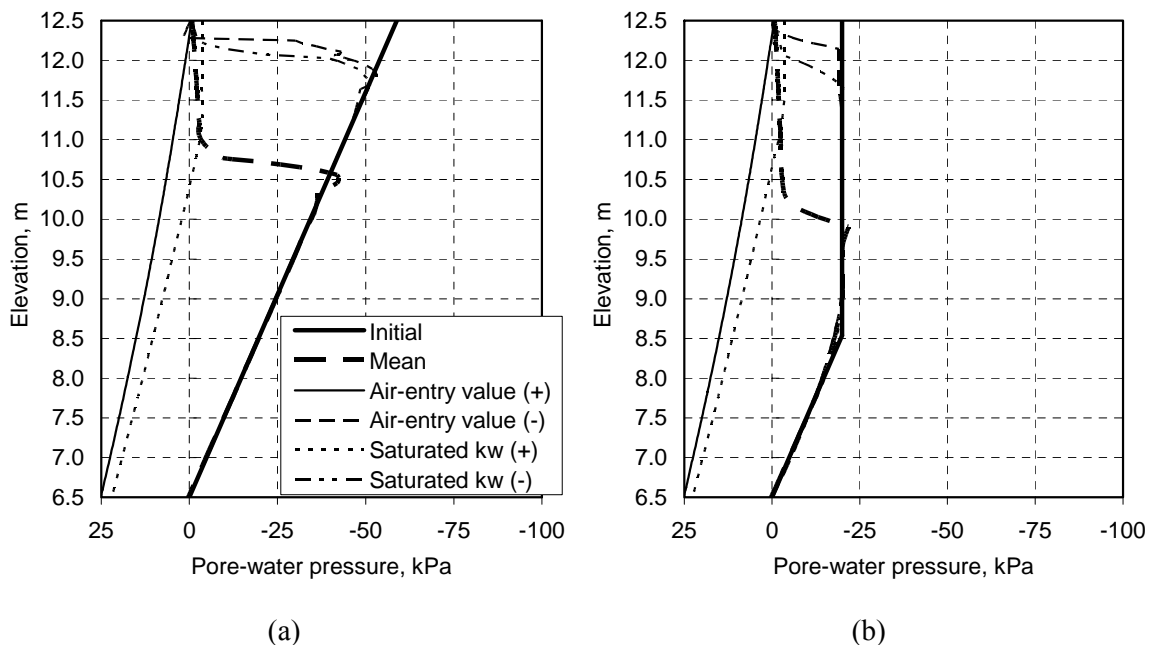 12.5
12.0
11.5
11.0
10.5
10.0
9.5
9.0
8.5
8.0
7.5
7.0
6.5
Elevation, m
25 0 -25 -50 -75 -100
Pore-water pressure, kPa
Initial
Mean
Air-entry value (+)
Air-entry value (-)
Saturated kw (+)
Saturated kw (-)
(a)
12.5
12.0
11.5
11.0
10.5
10.0
9.5
9.0
8.5
8.0
7.5
7.0
6.5
Elevation, m
25 0 -25 -50 -75 -100
Pore-water pressure, kPa
(b)